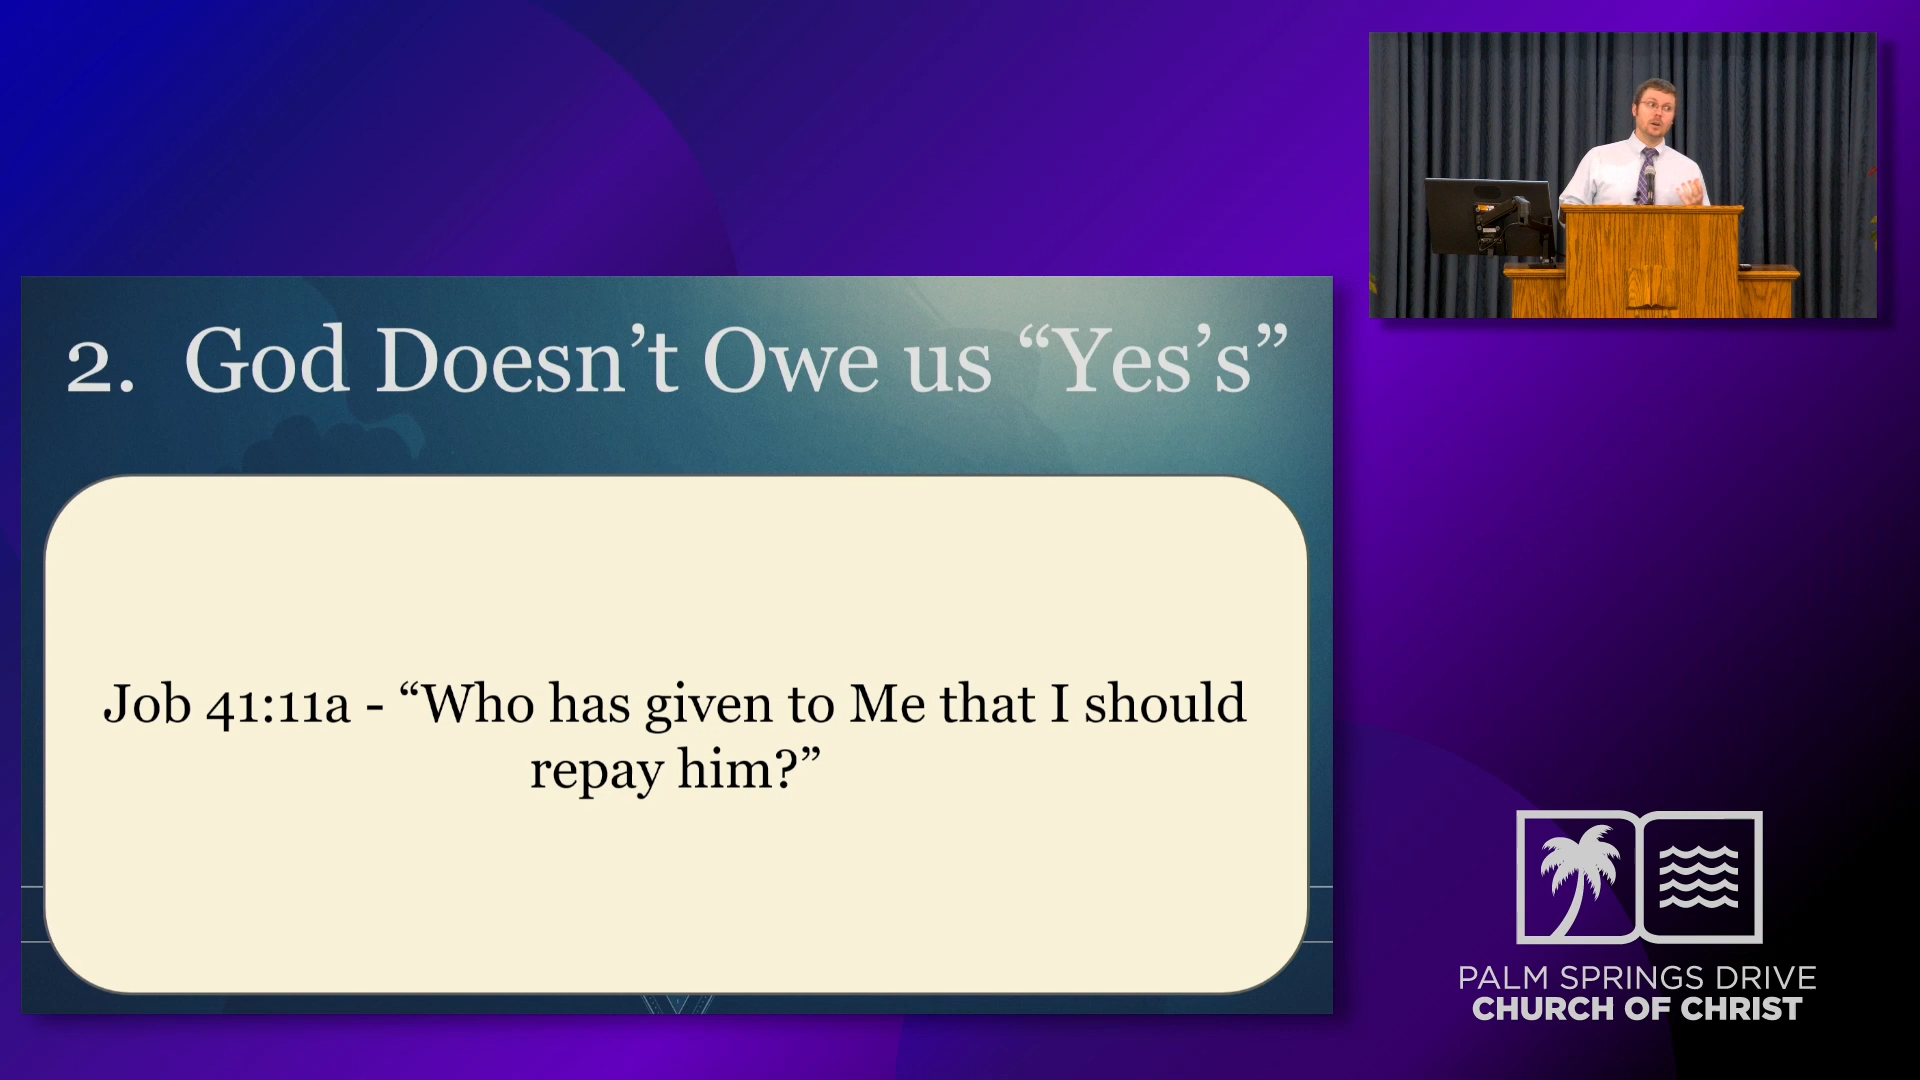 2. God Doesn’t Owe us “Yes’s”
Job 41:11a - “Who has given to Me that I should
repay him?”
PALM SPRINGS DRIVE
CHURCH OF CHRIST